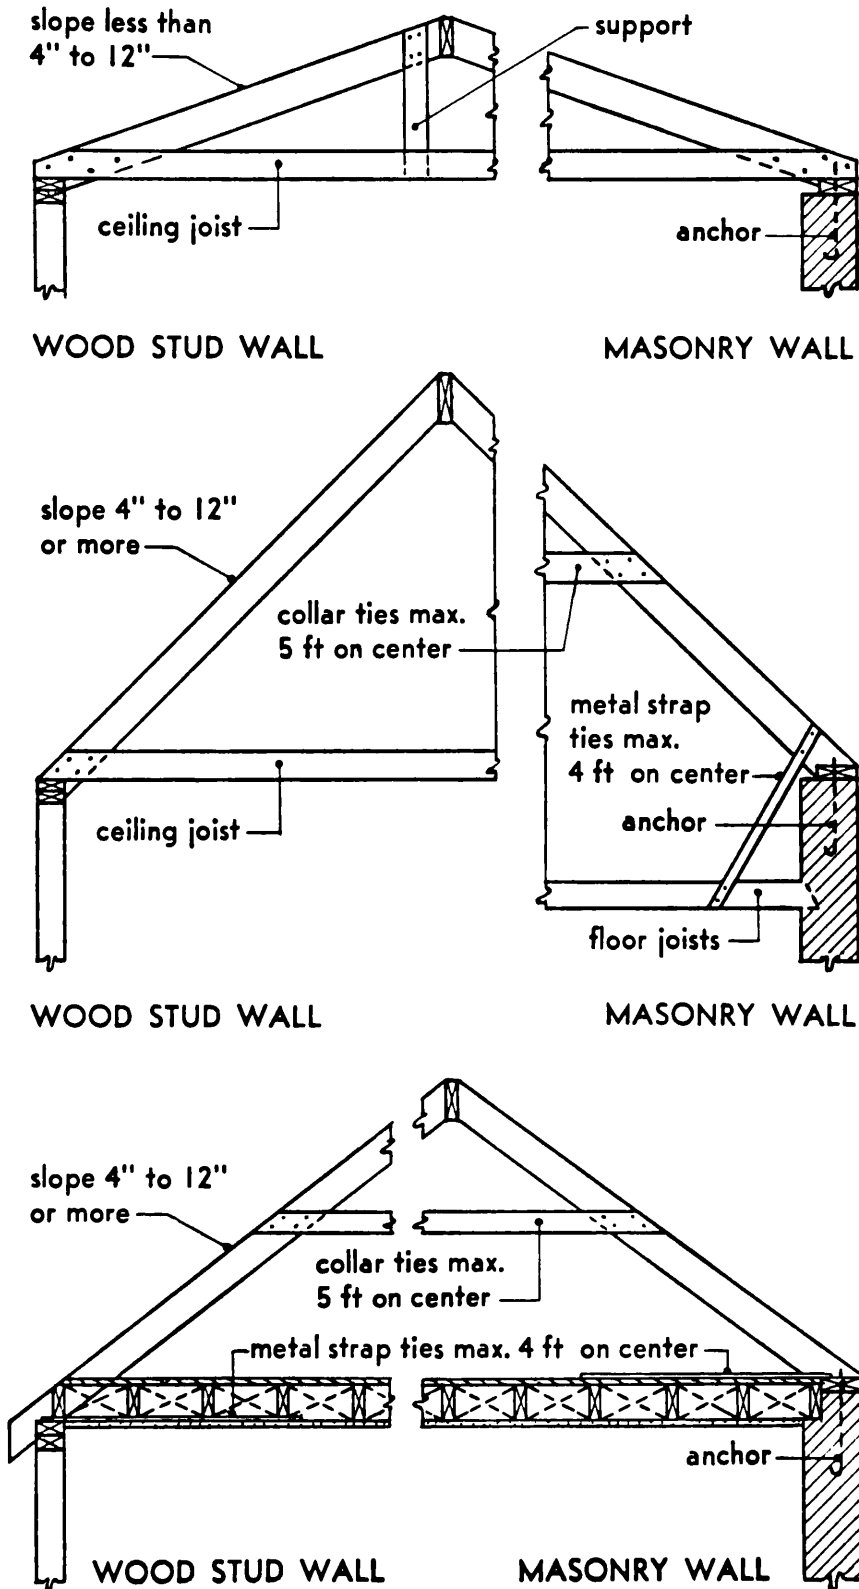 slope less than
4" to 12"
support
ceiling joist
anchor
WOOD STUD WALL
MASONRY WALL
slope 4" to 12"
or more
collar ties max.
5 ft on center
metal strap
ties max.
4 ft on center
ceiling joist
anchor
floor joists
WOOD STUD WALL
MASONRY WALL
slope 4" to 12"
or more
collar ties max.
5 ft on center
metal strap ties max. 4 ft on center
anchor
WOOD STUD WALL
MASONRY WALL